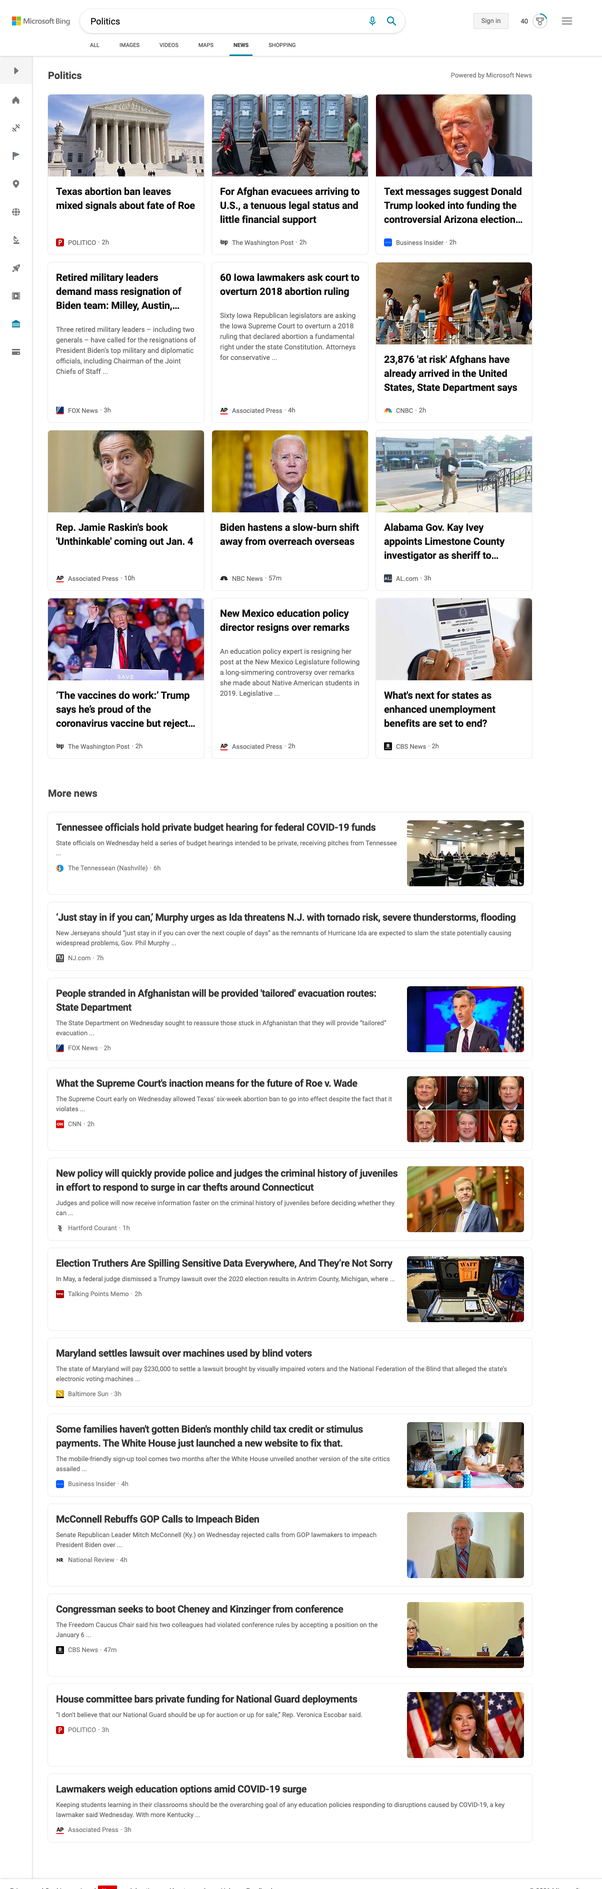 Microsoft Bing
Politics
Sign in
40
ALL
IMAGES
VIDEOS
MAPS
NEWS
SHOPPING
Politics
Powered by Microsoft News
Texas abortion ban leaves
mixed signals about fate of Roe
POLITICO · 2h
For Afghan evacuees arriving to
U.S., a tenuous legal status and
little financial support
The Washington Post · 2h
Text messages suggest Donald
Trump looked into funding the
controversial Arizona election...
Business Insider · 2h
Retired military leaders
demand mass resignation of
Biden team: Milley, Austin,...
Three retired military leaders – including two
generals – have called for the resignations of
President Biden's top military and diplomatic
officials, including Chairman of the Joint
Chiefs of Staff ...
FOX News · 3h
60 Iowa lawmakers ask court to
overturn 2018 abortion ruling
Sixty Iowa Republican legislators are asking
the Iowa Supreme Court to overturn a 2018
ruling that declared abortion a fundamental
right under the state Constitution. Attorneys
for conservative ...
AP Associated Press · 4h
23,876 'at risk' Afghans have
already arrived in the United
States, State Department says
CNBC · 2h
Rep. Jamie Raskin's book
'Unthinkable' coming out Jan. 4
AP Associated Press · 10h
Biden hastens a slow-burn shift
away from overreach overseas
NBC News · 57m
Alabama Gov. Kay Ivey
appoints Limestone County
investigator as sheriff to...
AL.com · 3h
SAVE
'The vaccines do work:' Trump
says he's proud of the
coronavirus vaccine but reject...
wp The Washington Post · 2h
New Mexico education policy
director resigns over remarks
An education policy expert is resigning her
post at the New Mexico Legislature following
a long-simmering controversy over remarks
she made about Native American students in
2019. Legislative ...
AP Associated Press · 2h
What's next for states as
enhanced unemployment
benefits are set to end?
CBS News · 2h
More news
Tennessee officials hold private budget hearing for federal COVID-19 funds
State officials on Wednesday held a series of budget hearings intended to be private, receiving pitches from Tennessee
...
The Tennessean (Nashville) · 6h
'Just stay in if you can,' Murphy urges as Ida threatens N.J. with tornado risk, severe thunderstorms, flooding
New Jerseyans should "just stay in if you can over the next couple of days" as the remnants of Hurricane Ida are expected to slam the state potentially causing
widespread problems, Gov. Phil Murphy ...
NJ.com · 7h
People stranded in Afghanistan will be provided 'tailored' evacuation routes:
State Department
The State Department on Wednesday sought to reassure those stuck in Afghanistan that they will provide "tailored"
evacuation ...
FOX News · 2h
What the Supreme Court's inaction means for the future of Roe v. Wade
The Supreme Court early on Wednesday allowed Texas' six-week abortion ban to go into effect despite the fact that it
violates ...
CNN · 2h
New policy will quickly provide police and judges the criminal history of juveniles
in effort to respond to surge in car thefts around Connecticut
Judges and police will now receive information faster on the criminal history of juveniles before deciding whether they
can ...
Hartford Courant · 1h
Election Truthers Are Spilling Sensitive Data Everywhere, And They're Not Sorry
In May, a federal judge dismissed a Trumpy lawsuit over the 2020 election results in Antrim County, Michigan, where ...
Talking Points Memo · 2h
Maryland settles lawsuit over machines used by blind voters
The state of Maryland will pay $230,000 to settle a lawsuit brought by visually impaired voters and the National Federation of the Blind that alleged the state's
electronic voting machines ...
Baltimore Sun · 3h
Some families haven't gotten Biden's monthly child tax credit or stimulus
payments. The White House just launched a new website to fix that.
The mobile-friendly sign-up tool comes two months after the White House unveiled another version of the site critics
assailed ...
Business Insider · 4h
McConnell Rebuffs GOP Calls to Impeach Biden
Senate Republican Leader Mitch McConnell (Ky.) on Wednesday rejected calls from GOP lawmakers to impeach
President Biden over ...
NR National Review · 4h
Congressman seeks to boot Cheney and Kinzinger from conference
The Freedom Caucus Chair said his two colleagues had violated conference rules by accepting a position on the
January 6 ...
CBS News · 47m
House committee bars private funding for National Guard deployments
"I don't believe that our National Guard should be up for auction or up for sale," Rep. Veronica Escobar said.
POLITICO · 3h
Lawmakers weigh education options amid COVID-19 surge
Keeping students learning in their classrooms should be the overarching goal of any education policies responding to disruptions caused by COVID-19, a key
lawmaker said Wednesday. With more Kentucky ...
AP Associated Press · 3h